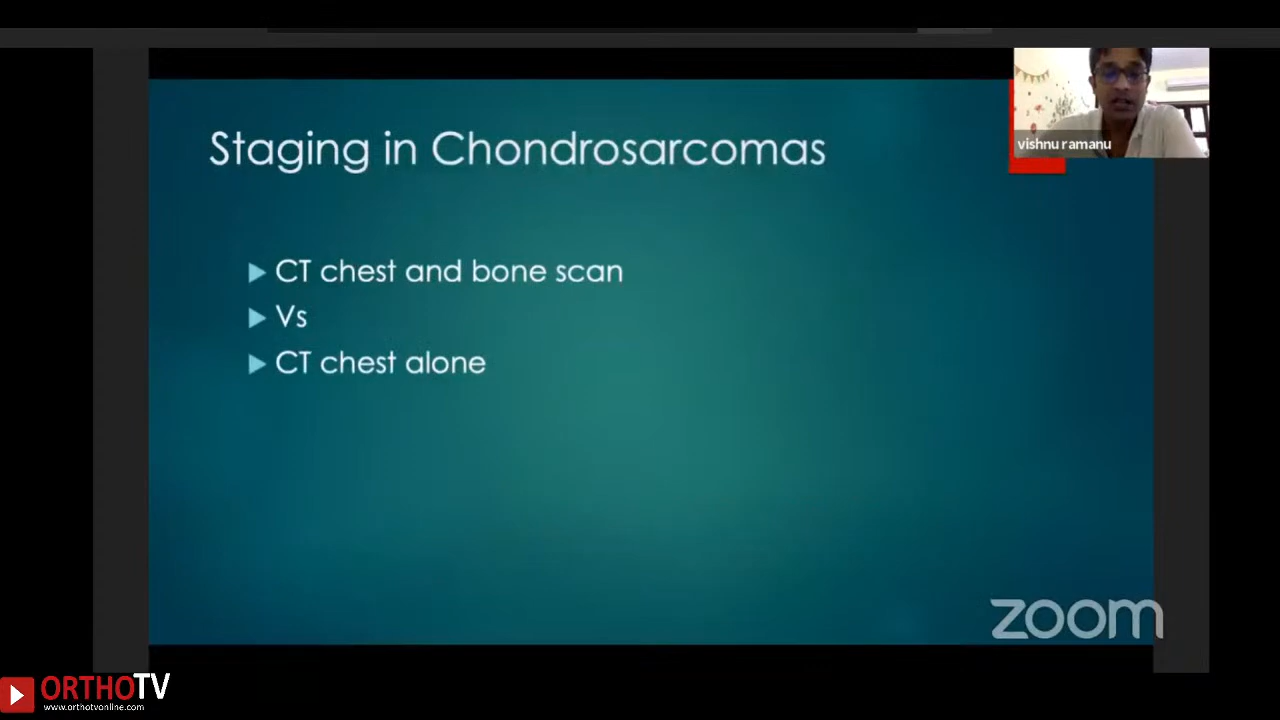 Staging in Chondrosarcomas
vishnu ramanu
CT chest and bone scan
Vs
CT chest alone
zoom
ORTHOTV
www.orthotvonline.com